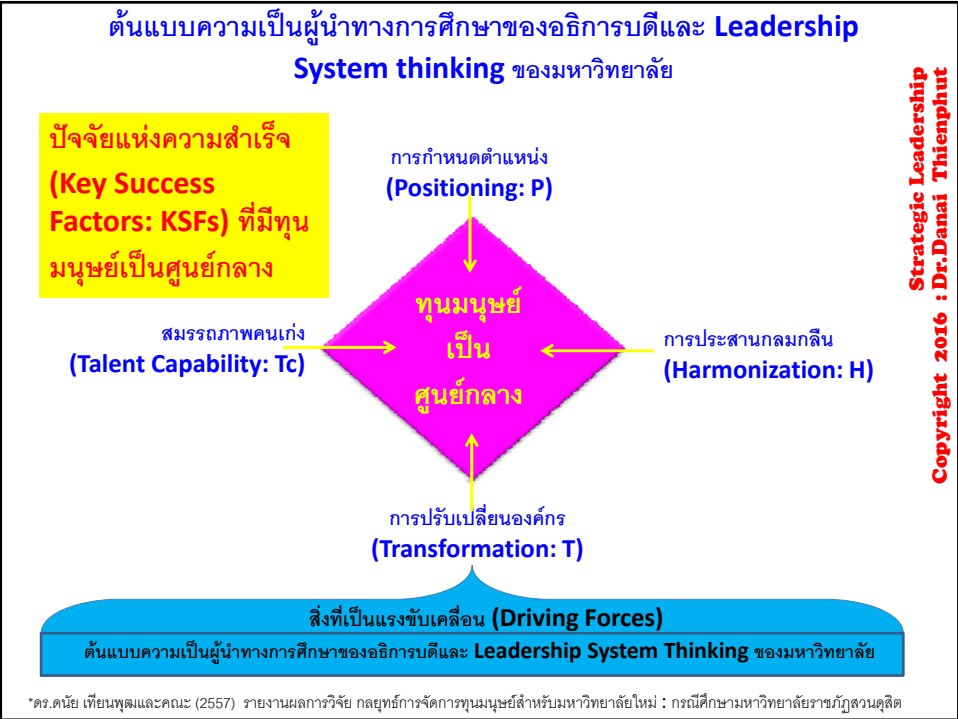 ต้นแบบความเป็นผู้นำทางการศึกษาของอธิการบดีและ Leadership
System thinking ของมหาวิทยาลัย
ปัจจัยแห่งความสำเร็จ
(Key Success
Factors: KSFs) ที่มีทุน
มนุษย์เป็นศูนย์กลาง
การกำหนดตำแหน่ง
(Positioning: P)
สมรรถภาพคนเก่ง
(Talent Capability: Tc)
ทุนมนุษย์
เป็น
ศูนย์กลาง
การประสานกลมกลืน
(Harmonization: H)
การปรับเปลี่ยนองค์กร
(Transformation: T)
สิ่งที่เป็นแรงขับเคลื่อน (Driving Forces)
ต้นแบบความเป็นผู้นำทางการศึกษาของอธิการบดีและ Leadership System Thinking ของมหาวิทยาลัย
*ดร.ดนัย เทียนพุฒและคณะ (2557) รายงานผลการวิจัย กลยุทธ์การจัดการทุนมนุษย์สำหรับมหาวิทยาลัยใหม่ : กรณีศึกษามหาวิทยาลัยราชภัฏสวนดุสิต
Strategic Leadership
Copyright 2016 : Dr.Danai Thienphut